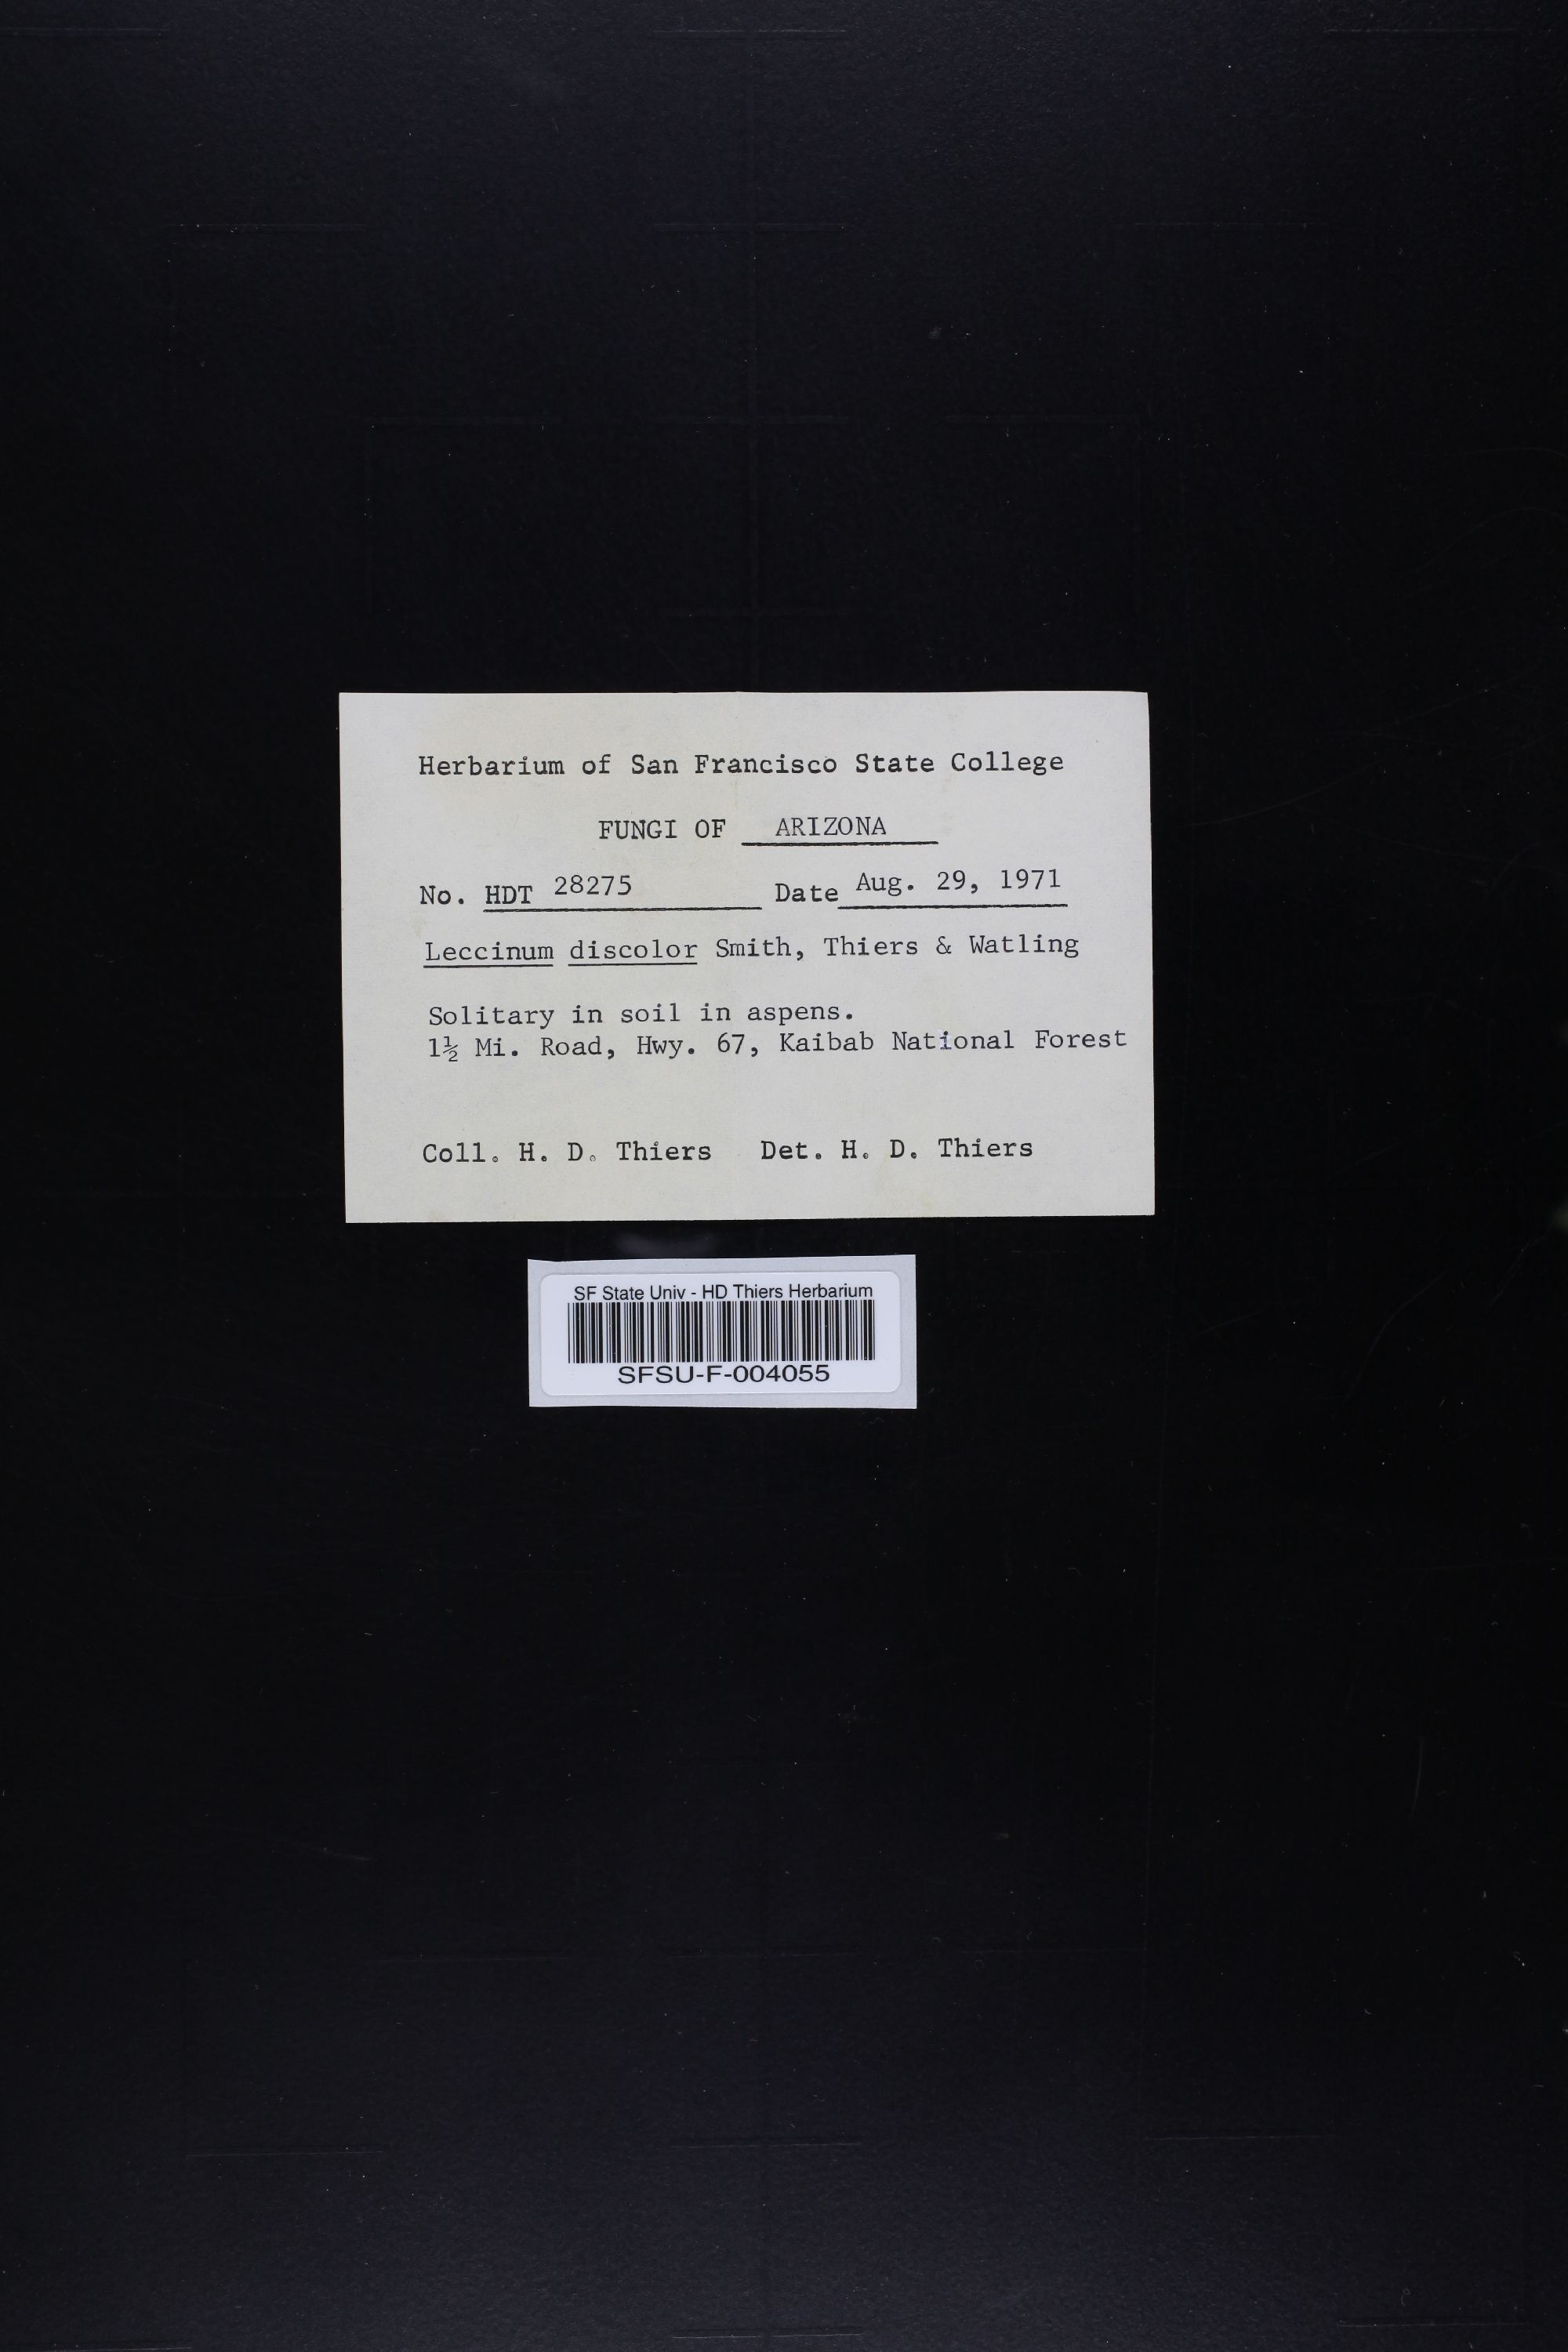 Herbarium of San Francisco State College
FUNGI OF ARIZONA
No. HDT 28275 Date Aug. 29, 1971
Leccinum discolor Smith, Thiers & Watling
Solitary in soil in aspens.
1½ Mi. Road, Hwy. 67, Kaibab National Forest
Coll. H. D. Thiers Det. H. D. Thiers
SF State Univ - HD Thiers Herbarium
SFSU-F-004055